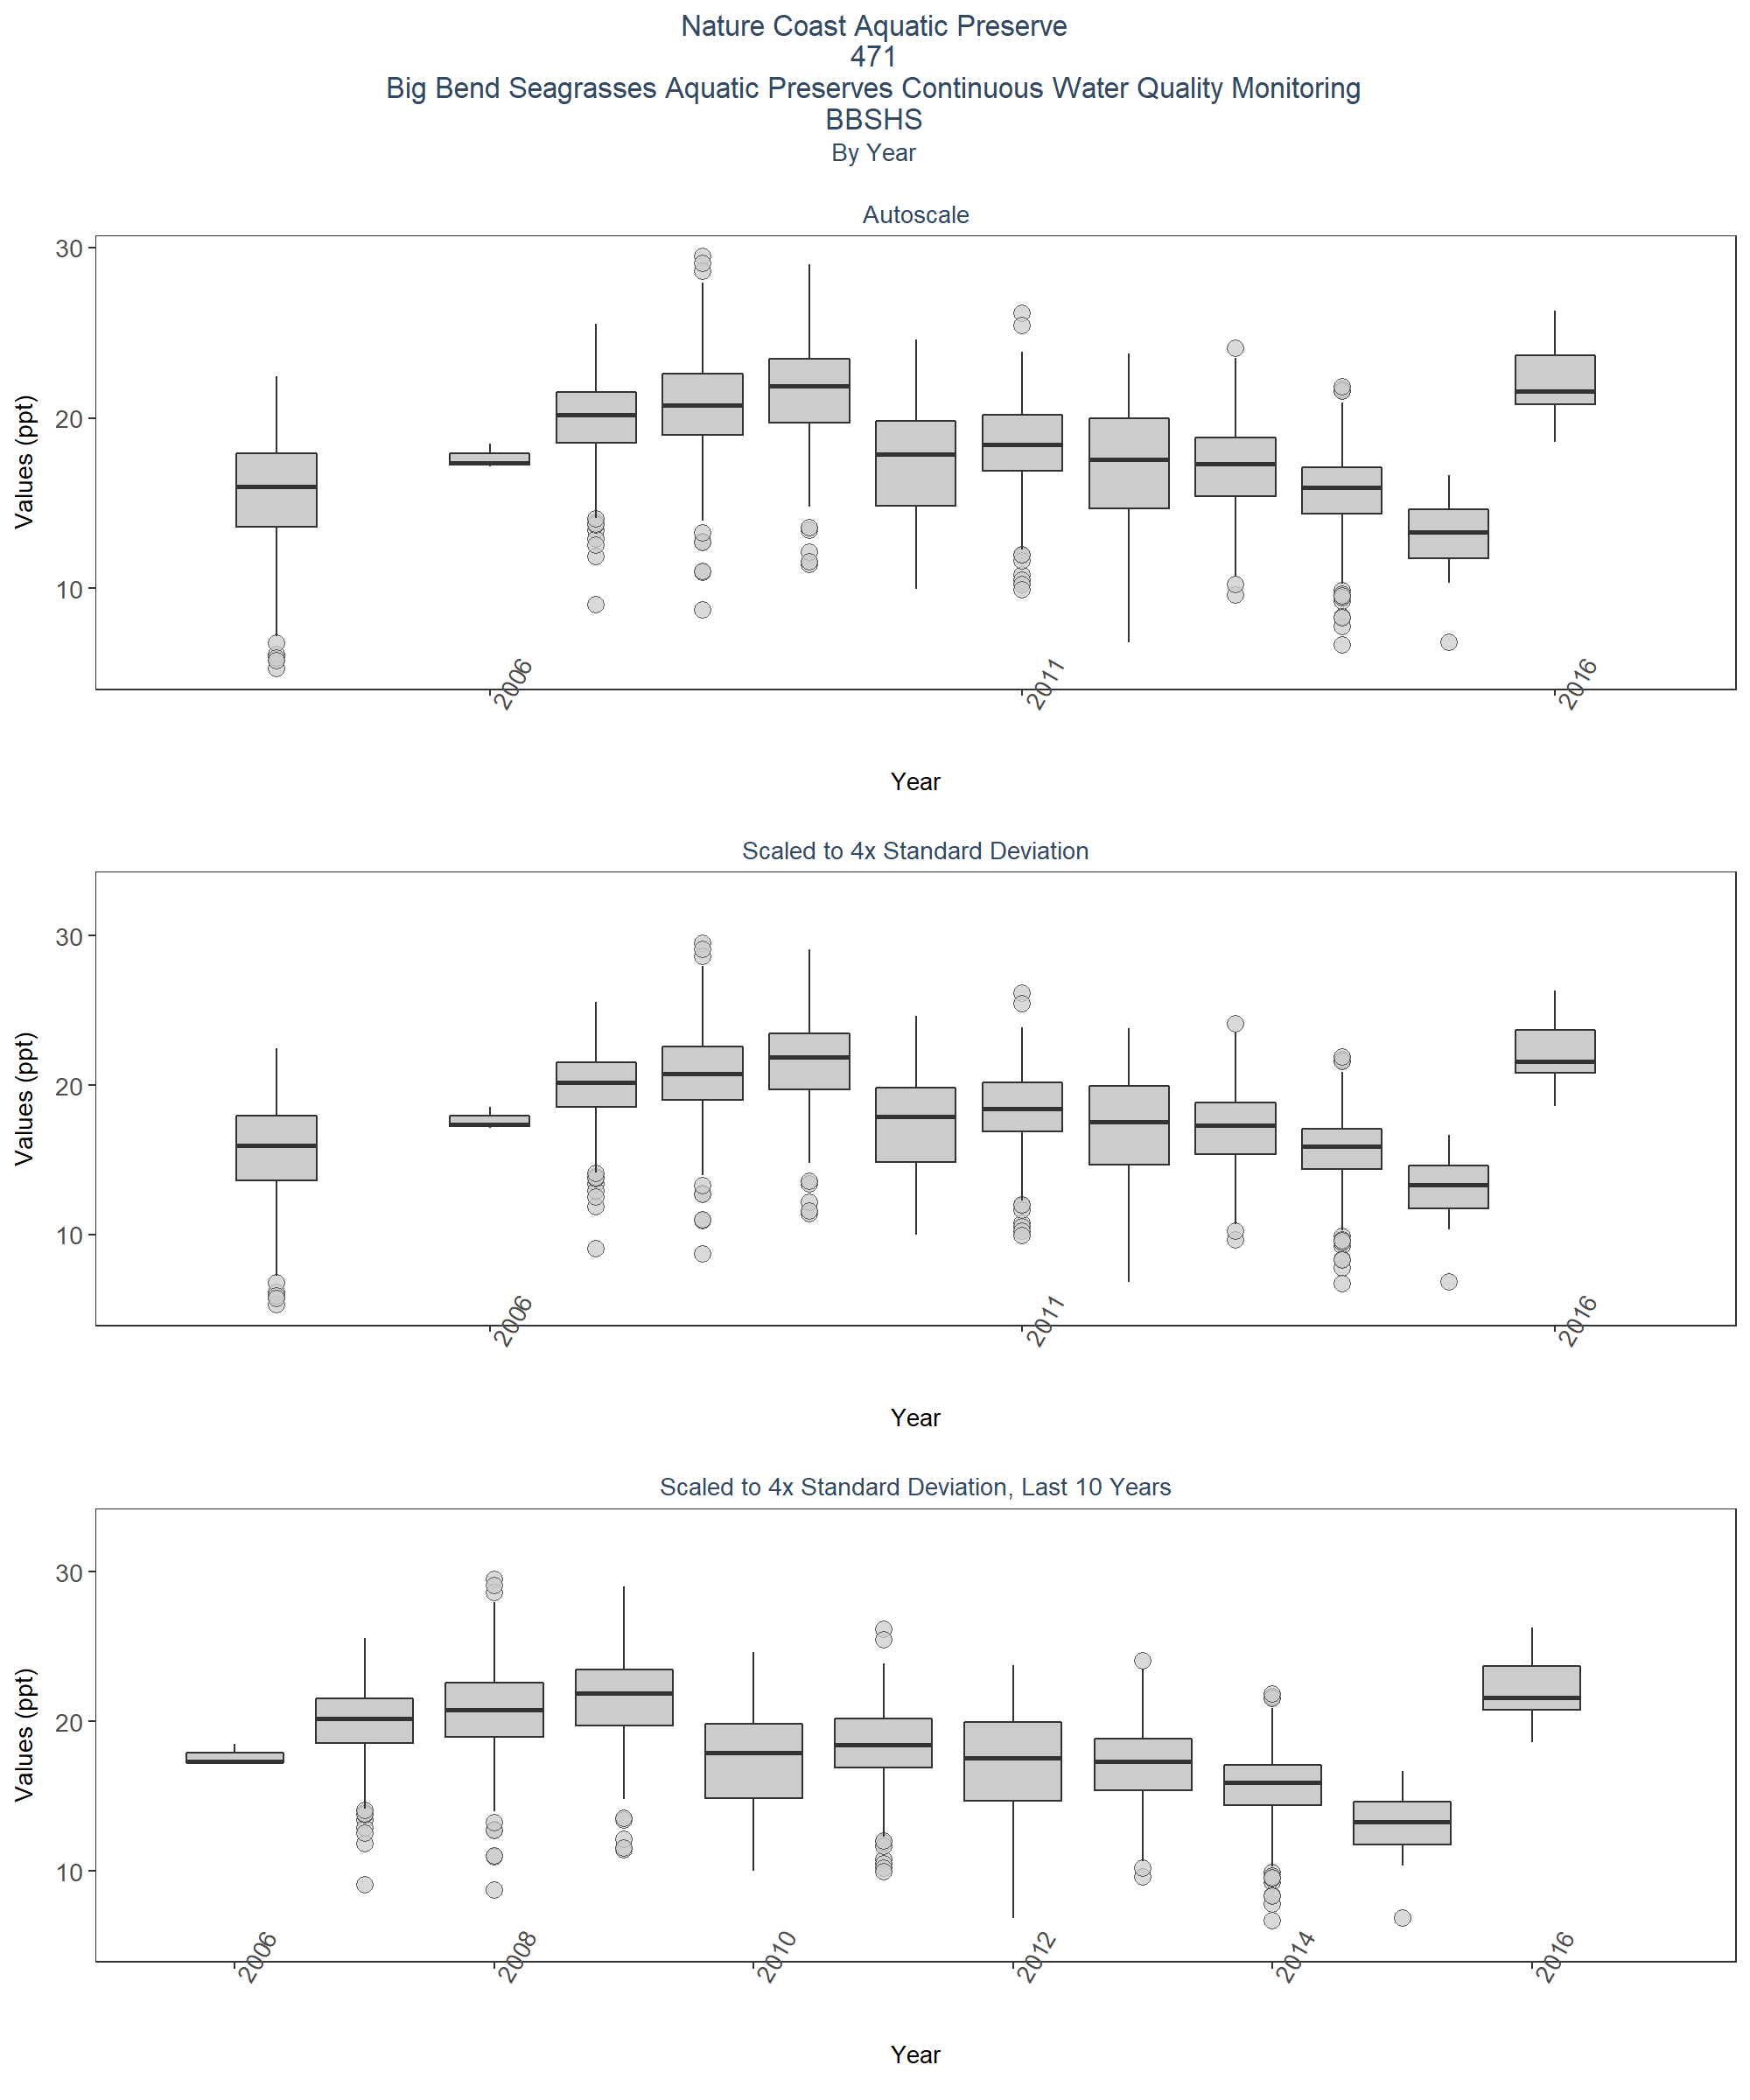 Nature Coast Aquatic Preserve
471
Big Bend Seagrasses Aquatic Preserves Continuous Water Quality Monitoring
BBSHS
By Year
Autoscale
30
20
10
Values (ppt)
2006 2011 2016
Year
Scaled to 4x Standard Deviation
30
20
10
Values (ppt)
2006 2011 2016
Year
Scaled to 4x Standard Deviation, Last 10 Years
30
20
10
Values (ppt)
2006 2008 2010 2012 2014 2016
Year